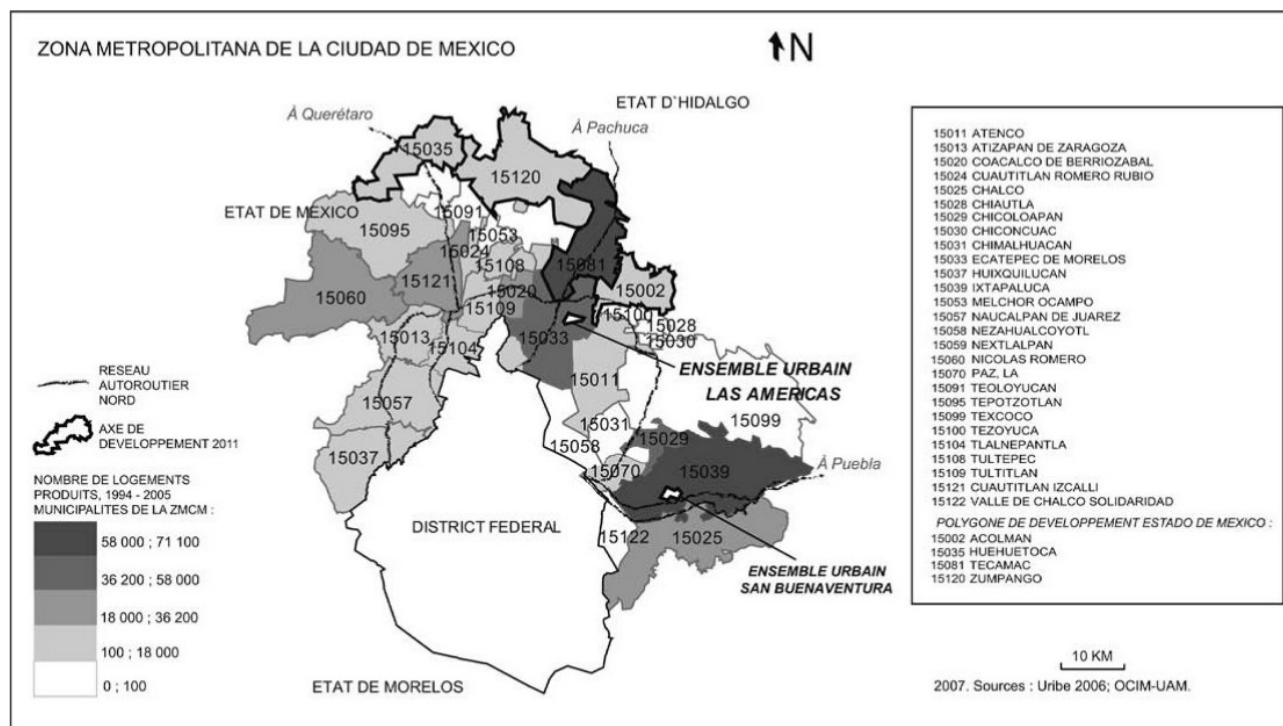 ZONA METROPOLITANA DE LA CIUDAD DE MEXICO
N
ETAT D`HIDALGO
À Querétaro
À Pachuca
15035
15120
ETAT DE MEXICO
15091
15095
15053
15024
15108
15081
15121
15060
15020
15002
15109
15100
15028
15013
15033
15030
15104
ENSEMBLE URBAIN
LAS AMERICAS
15011
15057
15099
15031
15058
15029
15037
15070
15039
À Puebla
DISTRICT FEDERAL
15122
15025
ENSEMBLE URBAIN
SAN BUENAVENTURA
ETAT DE MORELOS
RESEAU
AUTOROUTIER
NORD
AXE DE
DEVELOPPEMENT 2011
NOMBRE DE LOGEMENTS
PRODUITS, 1994 - 2005
MUNICIPALITES DE LA ZMCM :
58 000 ; 71 100
36 200 ; 58 000
18 000 ; 36 200
100 ; 18 000
0 ; 100
15011 ATENCO
15013 ATIZAPAN DE ZARAGOZA
15020 COACALCO DE BERRIOZABAL
15024 CUAUTITLAN ROMERO RUBIO
15025 CHALCO
15028 CHIAUTLA
15029 CHICOLOAPAN
15030 CHICONCUAC
15031 CHIMALHUACAN
15033 ECATEPEC DE MORELOS
15037 HUIXQUILUCAN
15039 IXTAPALUCA
15053 MELCHOR OCAMPO
15057 NAUCALPAN DE JUAREZ
15058 NEZAHUALCOYOTL
15059 NEXTLALPAN
15060 NICOLAS ROMERO
15070 PAZ, LA
15091 TEOLOYUCAN
15095 TEPOTZOTLAN
15099 TEXCOCO
15100 TEZOYUCA
15104 TLALNEPANTLA
15108 TULTEPEC
15109 TULTITLAN
15121 CUAUTITLAN IZCALLI
15122 VALLE DE CHALCO SOLIDARIDAD
POLYGONE DE DEVELOPPEMENT ESTADO DE MEXICO :
15002 ACOLMAN
15035 HUEHUETOCA
15081 TECAMAC
15120 ZUMPANGO
10 KM
2007. Sources : Uribe 2006; OCIM-UAM.